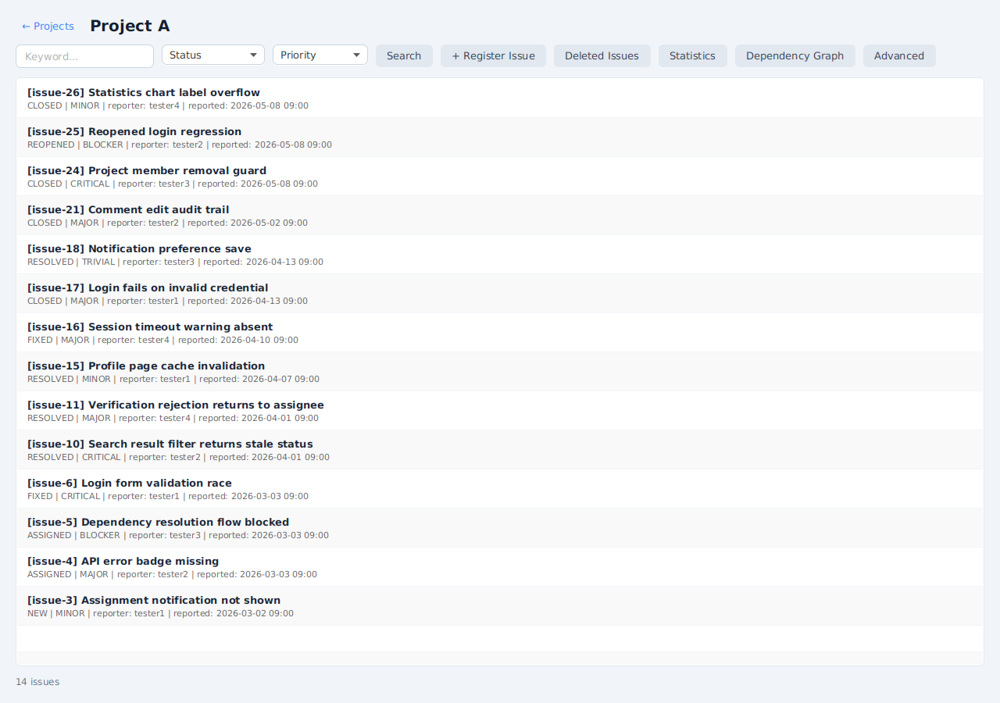 ← Projects
Project A
Keyword...
Status
Priority
Search
+ Register Issue
Deleted Issues
Statistics
Dependency Graph
Advanced
[issue-26] Statistics chart label overflow
CLOSED | MINOR | reporter: tester4 | reported: 2026-05-08 09:00
[issue-25] Reopened login regression
REOPENED | BLOCKER | reporter: tester2 | reported: 2026-05-08 09:00
[issue-24] Project member removal guard
CLOSED | CRITICAL | reporter: tester3 | reported: 2026-05-08 09:00
[issue-21] Comment edit audit trail
CLOSED | MAJOR | reporter: tester2 | reported: 2026-05-02 09:00
[issue-18] Notification preference save
RESOLVED | TRIVIAL | reporter: tester3 | reported: 2026-04-13 09:00
[issue-17] Login fails on invalid credential
CLOSED | MAJOR | reporter: tester1 | reported: 2026-04-13 09:00
[issue-16] Session timeout warning absent
FIXED | MAJOR | reporter: tester4 | reported: 2026-04-10 09:00
[issue-15] Profile page cache invalidation
RESOLVED | MINOR | reporter: tester1 | reported: 2026-04-07 09:00
[issue-11] Verification rejection returns to assignee
RESOLVED | MAJOR | reporter: tester4 | reported: 2026-04-01 09:00
[issue-10] Search result filter returns stale status
RESOLVED | CRITICAL | reporter: tester2 | reported: 2026-04-01 09:00
[issue-6] Login form validation race
FIXED | CRITICAL | reporter: tester1 | reported: 2026-03-03 09:00
[issue-5] Dependency resolution flow blocked
ASSIGNED | BLOCKER | reporter: tester3 | reported: 2026-03-03 09:00
[issue-4] API error badge missing
ASSIGNED | MAJOR | reporter: tester2 | reported: 2026-03-03 09:00
[issue-3] Assignment notification not shown
NEW | MINOR | reporter: tester1 | reported: 2026-03-02 09:00
14 issues